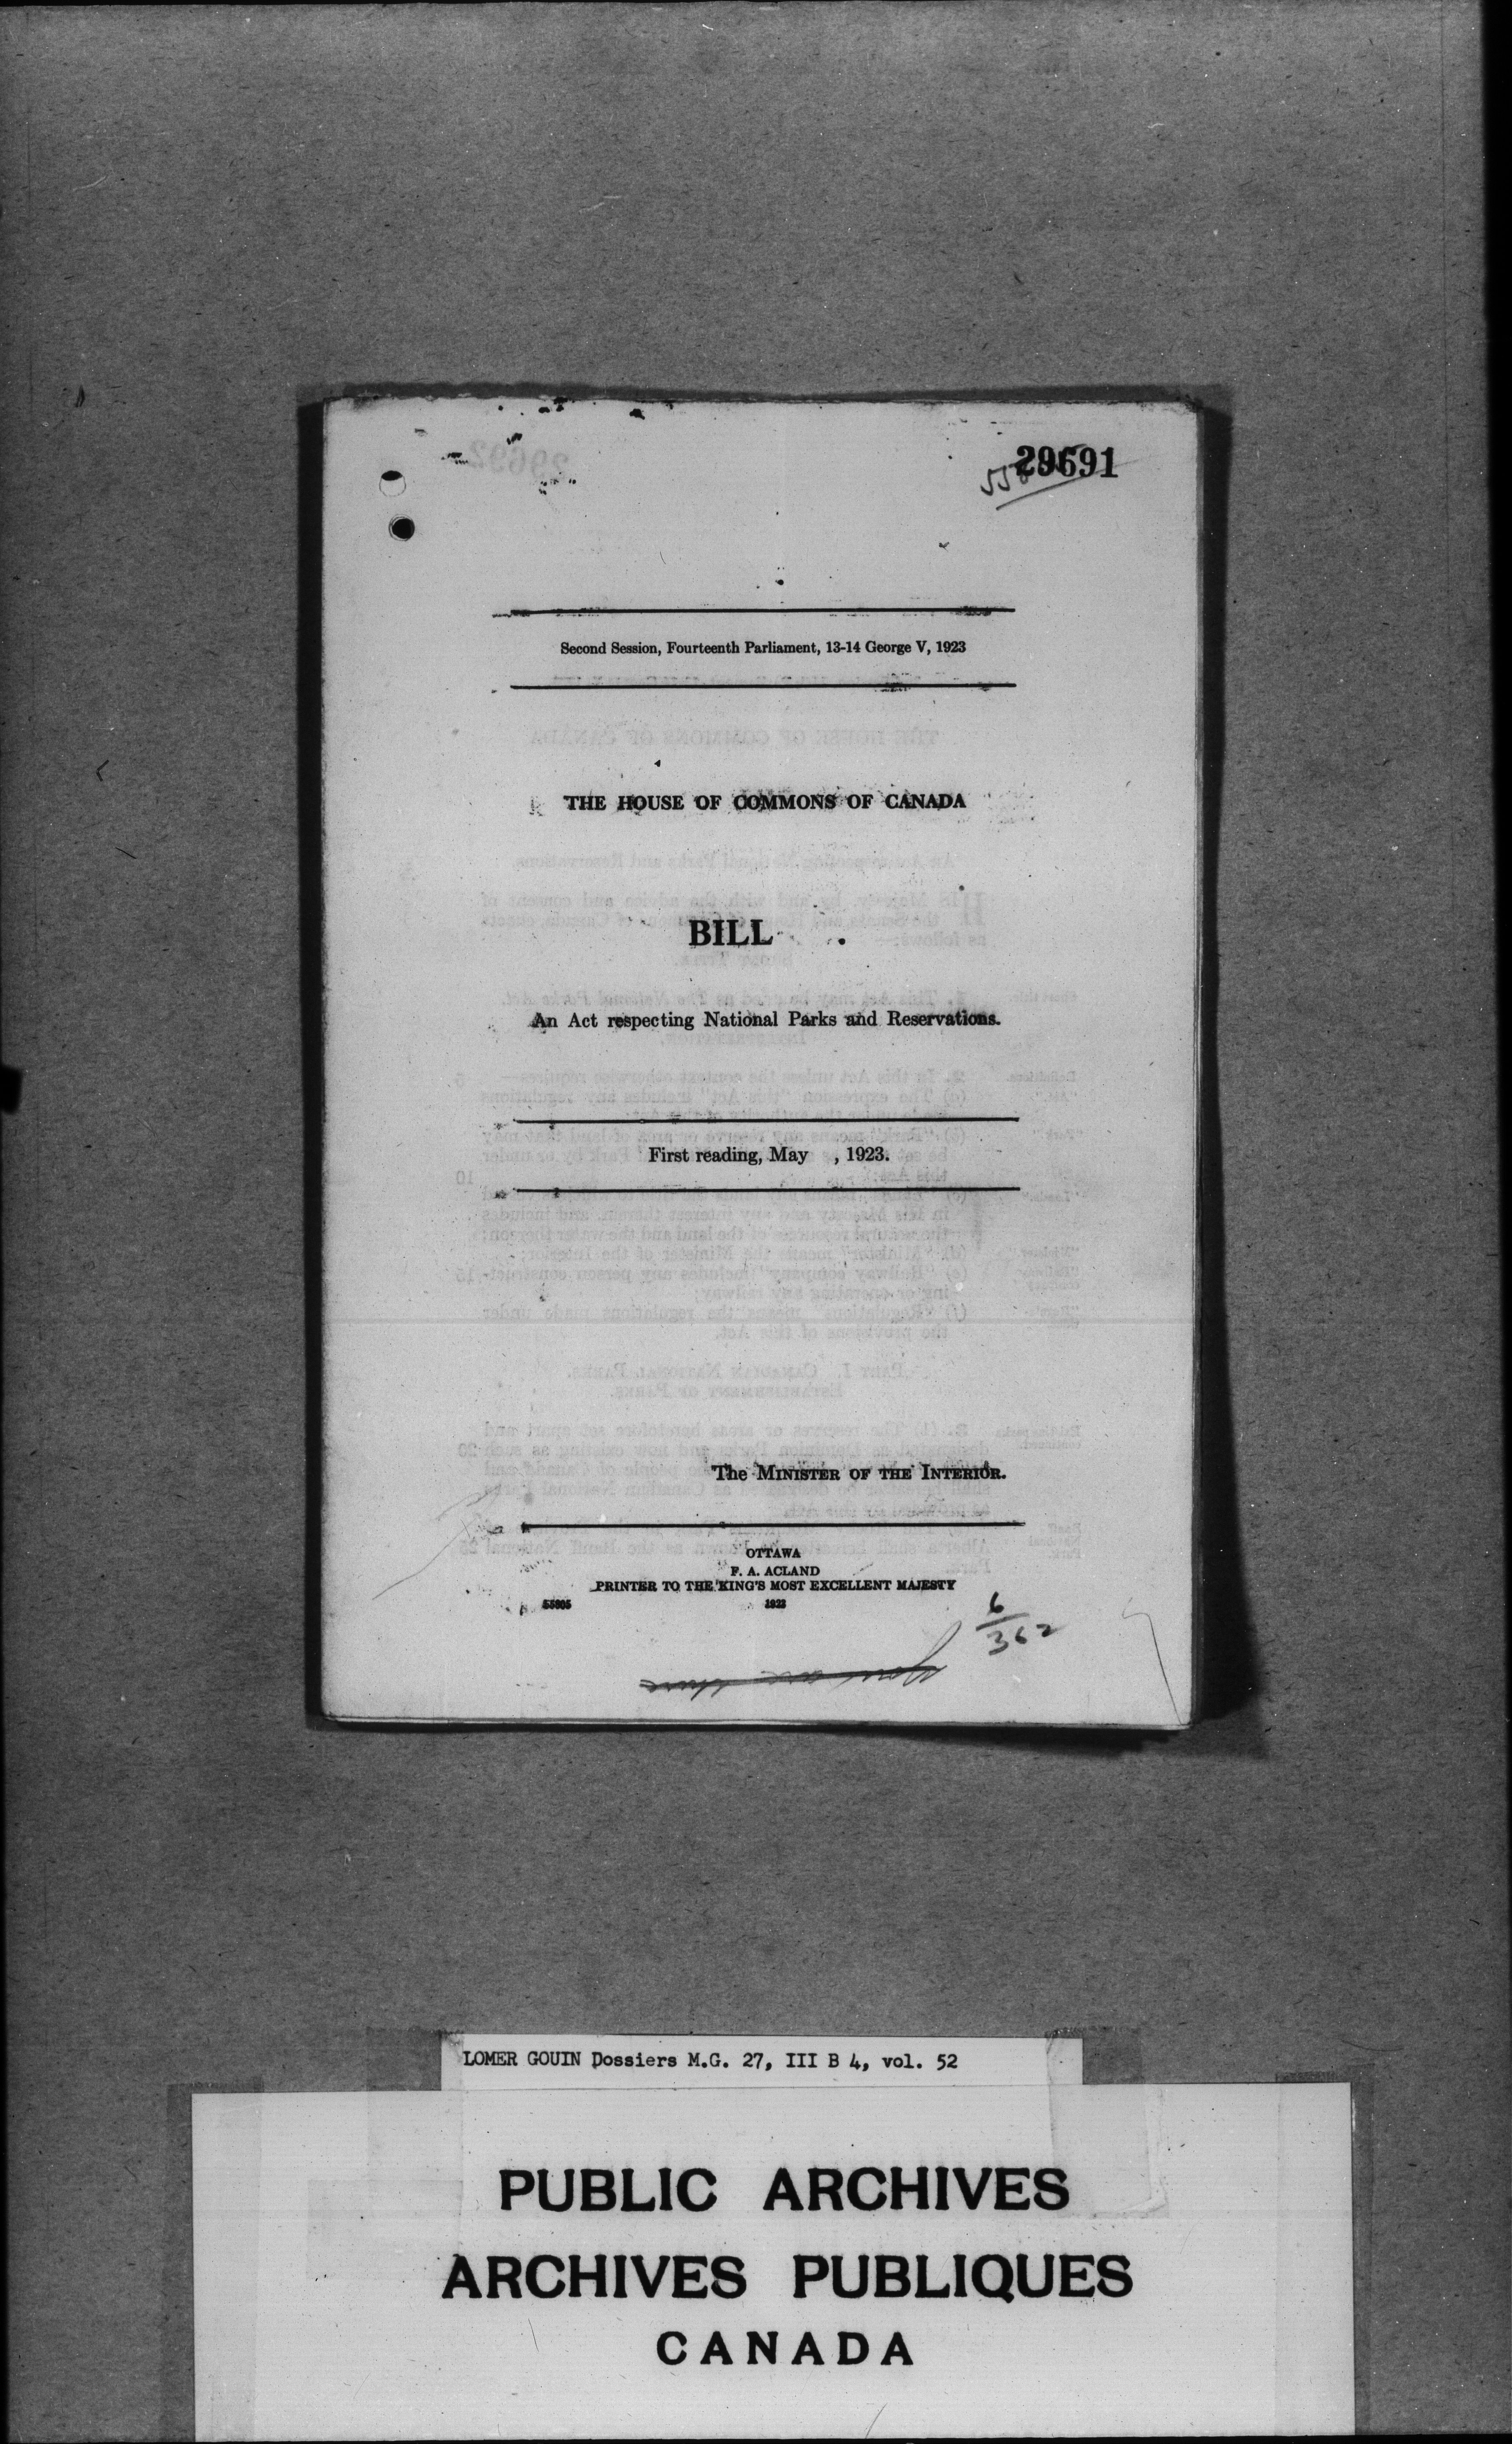 29691
Second Session, Fourteenth Parliament, 13-14 George V, 1923
THE HOUSE OF COMMONS OF CANADA
BILL
An Act respecting National Parks and Reservations.
First reading, May , 1923.
The MINISTER OF THE INTERIOR.
OTTAWA
F. A. ACLAND
PRINTER TO THE KING'S MOST EXCELLENT MAJESTY
1923
6
362
LOMER GOUIN Dossiers M.G. 27, III B 4, vol. 52
PUBLIC ARCHIVES
ARCHIVES PUBLIQUES
CANADA